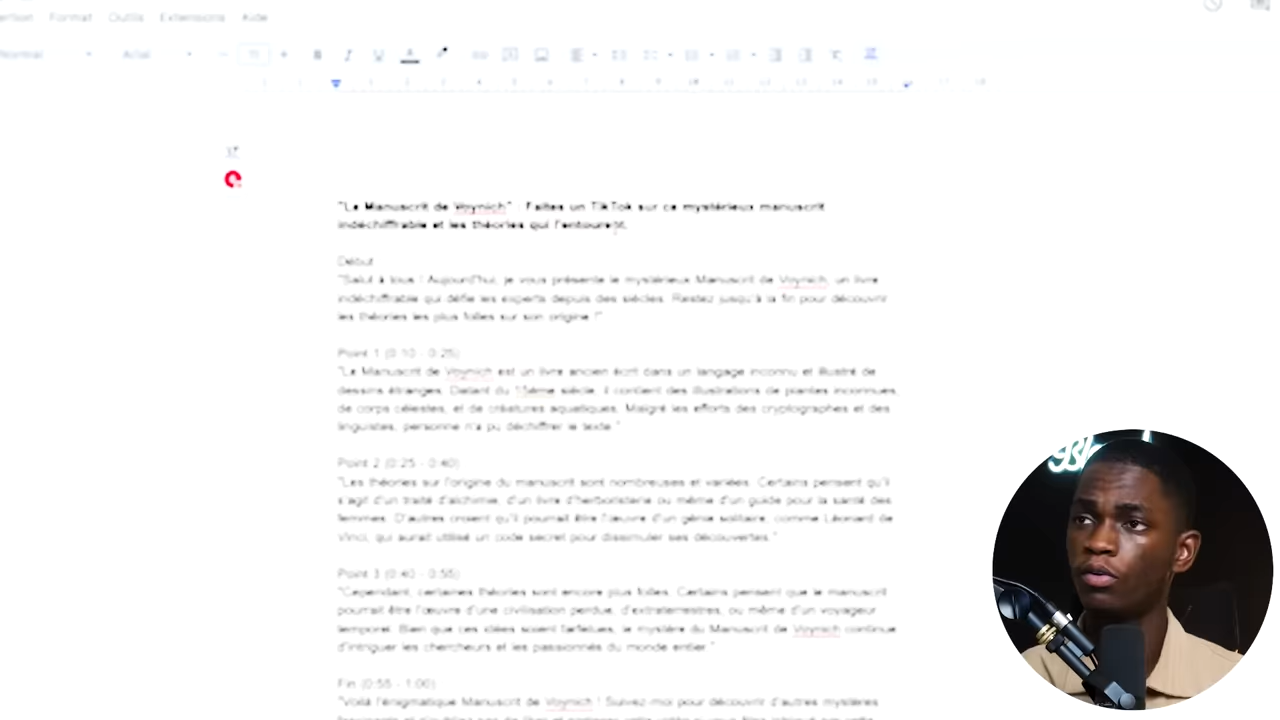 Format Outils Extensions Aide
Normal Arial 11
"Le Manuscrit de Voynich" : Faites un TikTok sur ce mystérieux manuscrit
indéchiffrable et les théories qui l'entourent.
Début
"Salut à tous ! Aujourd'hui, je vous présente le mystérieux Manuscrit de Voynich, un livre
indéchiffrable qui défie les experts depuis des siècles. Restez jusqu'à la fin pour découvrir
les théories les plus folles sur son origine !"
Point 1 (0:10 - 0:25)
"Le Manuscrit de Voynich est un livre ancien écrit dans un langage inconnu et illustré de
dessins étranges. Datant du 15ème siècle, il contient des illustrations de plantes inconnues,
de corps célestes, et de créatures aquatiques. Malgré les efforts des cryptographes et des
linguistes, personne n'a pu déchiffrer le texte."
Point 2 (0:25 - 0:40)
"Les théories sur l'origine du manuscrit sont nombreuses et variées. Certains pensent qu'il
s'agit d'un traité d'alchimie, d'un livre d'herboristerie ou même d'un guide pour la santé des
femmes. D'autres croient qu'il pourrait être l'œuvre d'un génie solitaire, comme Léonard de
Vinci, qui aurait utilisé un code secret pour dissimuler ses découvertes."
Point 3 (0:40 - 0:55)
"Cependant, certaines théories sont encore plus folles. Certains pensent que le manuscrit
pourrait être l'œuvre d'une civilisation perdue, d'extraterrestres, ou même d'un voyageur
temporel. Bien que ces idées soient farfelues, le mystère du Manuscrit de Voynich continue
d'intriguer les chercheurs et les passionnés du monde entier."
Fin (0:55 - 1:00)
"Voilà l'énigmatique Manuscrit de Voynich ! Suivez-moi pour découvrir d'autres mystères